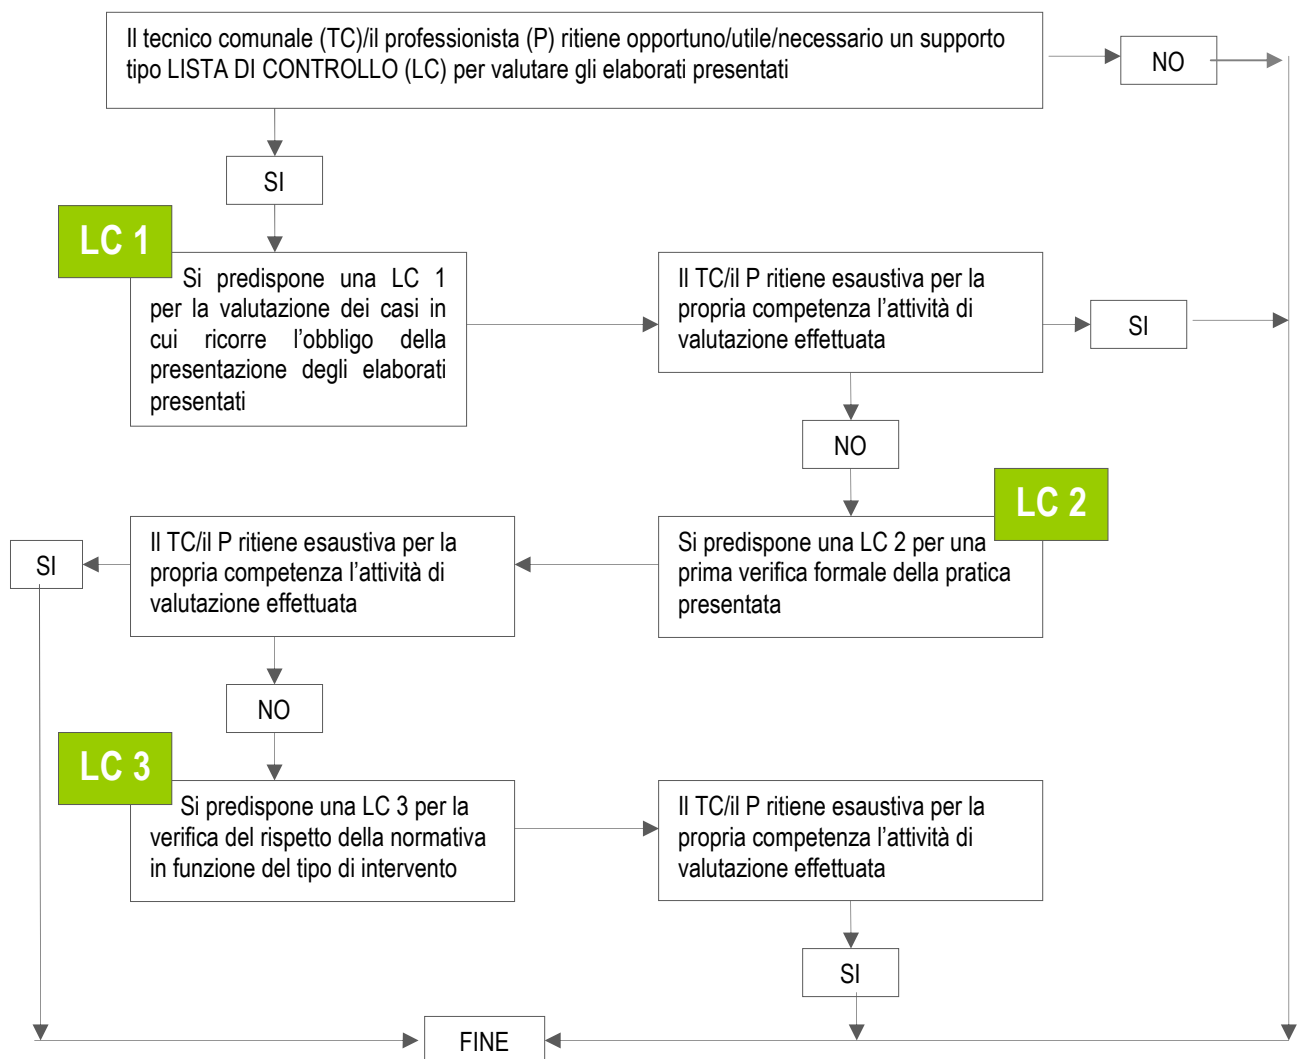 Il tecnico comunale (TC)/il professionista (P) ritiene opportuno/utile/necessario un supporto
tipo LISTA DI CONTROLLO (LC) per valutare gli elaborati presentati
NO
SI
LC 1
Si predispone una LC 1
per la valutazione dei casi in
cui ricorre l’obbligo della
presentazione degli elaborati
presentati
Il TC/il P ritiene esaustiva per la
propria competenza l’attività di
valutazione effettuata
SI
NO
LC 2
Si predispone una LC 2 per una
prima verifica formale della pratica
presentata
Il TC/il P ritiene esaustiva per la
propria competenza l’attività di
valutazione effettuata
SI
NO
LC 3
Si predispone una LC 3 per la
verifica del rispetto della normativa
in funzione del tipo di intervento
Il TC/il P ritiene esaustiva per la
propria competenza l’attività di
valutazione effettuata
SI
FINE